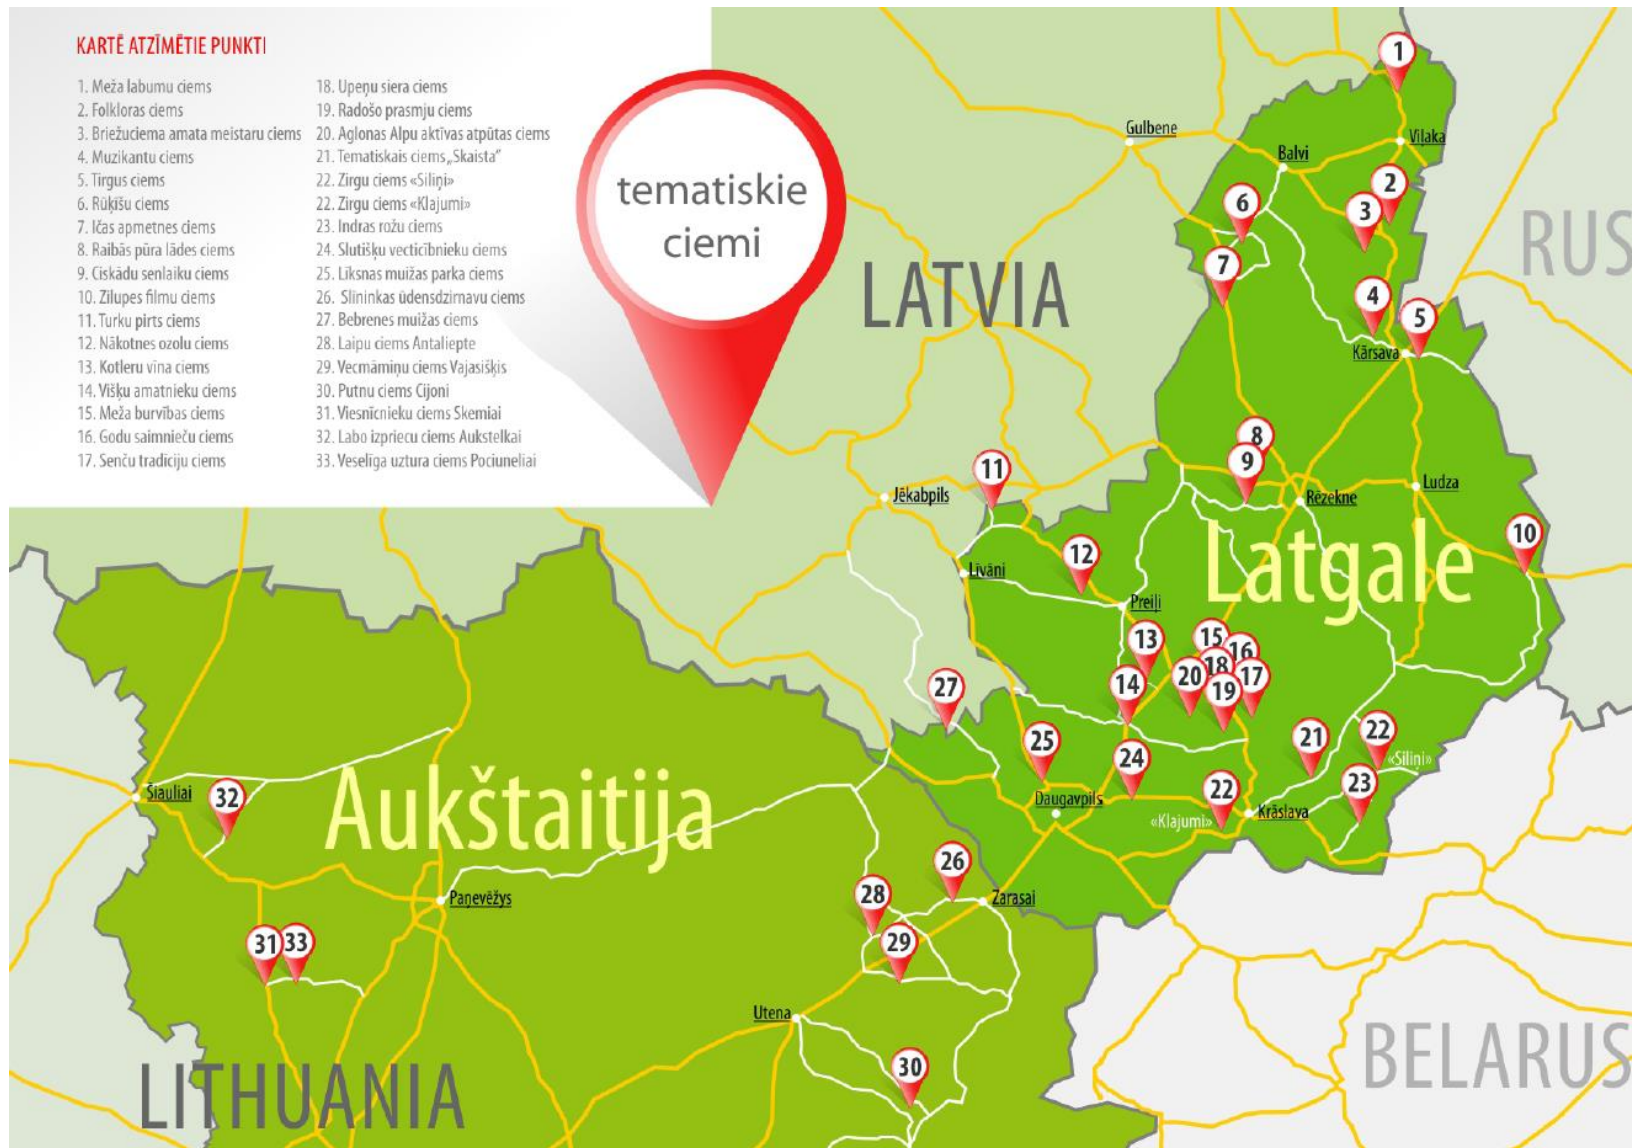 KARTĒ ATZĪMĒTIE PUNKTI
1. Meža labumu ciems
2. Folkloras ciems
3. Briežuciema amata meistaru ciems
4. Muzikantu ciems
5. Tirgus ciems
6. Rūķīšu ciems
7. Ičas apmetnes ciems
8. Raibās pūra lādes ciems
9. Ciskādu senlaiku ciems
10. Zilupes filmu ciems
11. Turku pirts ciems
12. Nākotnes ozolu ciems
13. Kotleru vīna ciems
14. Višķu amatnieku ciems
15. Meža burvības ciems
16. Godu saimnieču ciems
17. Senču tradīciju ciems
18. Upeņu siera ciems
19. Radošo prasmju ciems
20. Aglonas Alpu aktīvas atpūtas ciems
21. Tematiskais ciems „Skaista"
22. Zirgu ciems «Siliņi»
22. Zirgu ciems «Klajumi»
23. Indras rožu ciems
24. Slutišķu vecticībnieku ciems
25. Līksnas muižas parka ciems
26. Slininkas ūdensdzirnavu ciems
27. Bebrenes muižas ciems
28. Laipu ciems Antaliepte
29. Vecmāmiņu ciems Vajasišķis
30. Putnu ciems Cijoni
31. Viesnīcnieku ciems Skemiai
32. Labo izpriecu ciems Aukstelkai
33. Veselīga uztura ciems Pociuneliai
tematiskie
ciemi
1
Gulbene
Viļaka
Balvi
2
6
3
RUS
7
LATVIA
4
5
Kārsava
8
9
11
Jēkabpils
Rēzekne
Ludza
10
12
Latgale
Līvāni
Preiļi
13
15
16
18
20
17
14
19
27
25
21
22
«Siliņi»
24
Šiauliai
32
Aukštaitija
Daugavpils
22
«Klajumi»
Krāslava
23
26
28
Paņevēžys
Zarasai
31
33
29
Utena
30
LITHUANIA
BELARUS